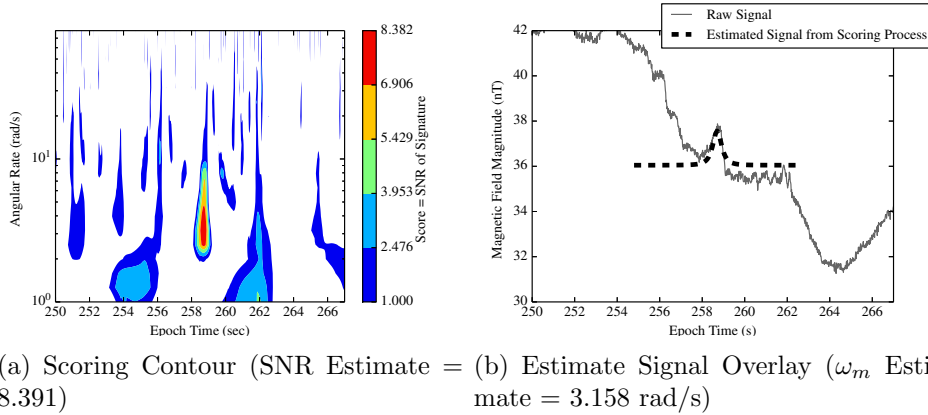 8.382
6.906
5.429
3.953
2.476
1.000
Score = SNR of Signature
10^1
10^0
Angular Rate (rad/s)
250 252 254 256 258 260 262 264 266
Epoch Time (sec)
Raw Signal
Estimated Signal from Scoring Process
42
40
38
36
34
32
30
Magnetic Field Magnitude (nT)
250 252 254 256 258 260 262 264 266
Epoch Time (s)
(a) Scoring Contour (SNR Estimate =
8.391)
(b) Estimate Signal Overlay (ω_m Esti
mate = 3.158 rad/s)